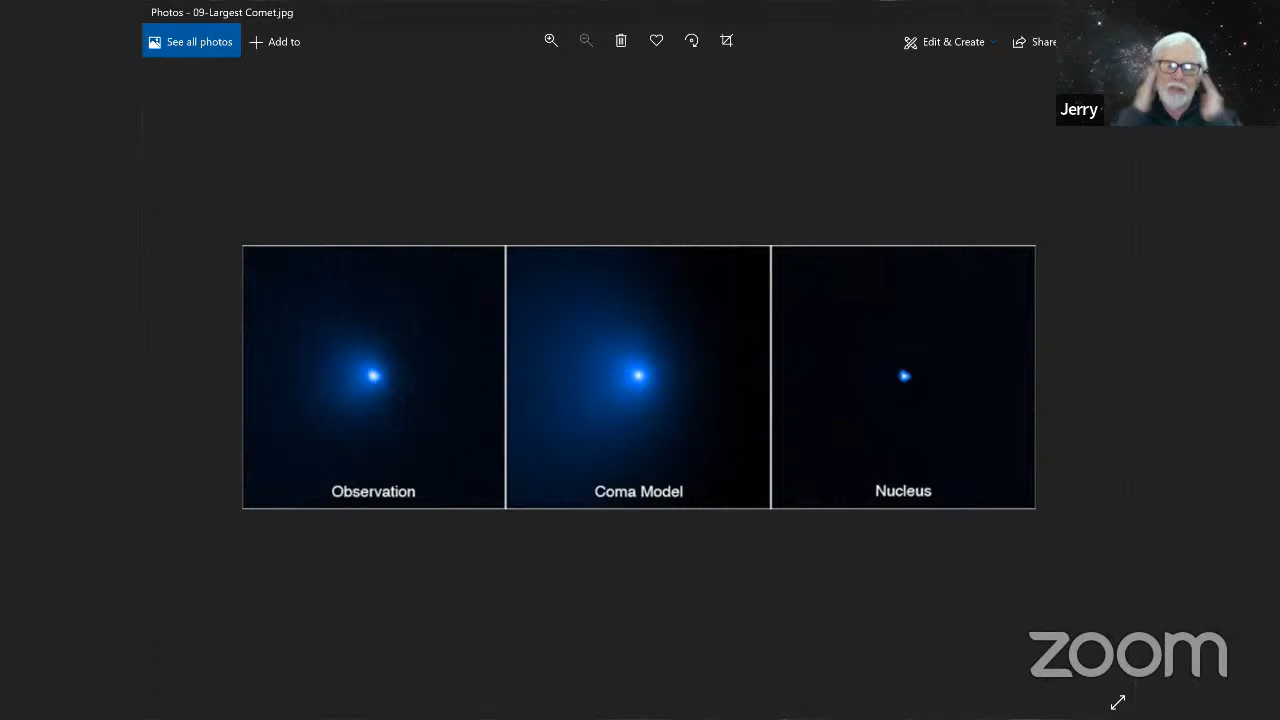 Photos - 09-Largest Comet.jpg
See all photos
Add to
Edit & Create
Share
Jerry
Observation
Coma Model
Nucleus
zoom